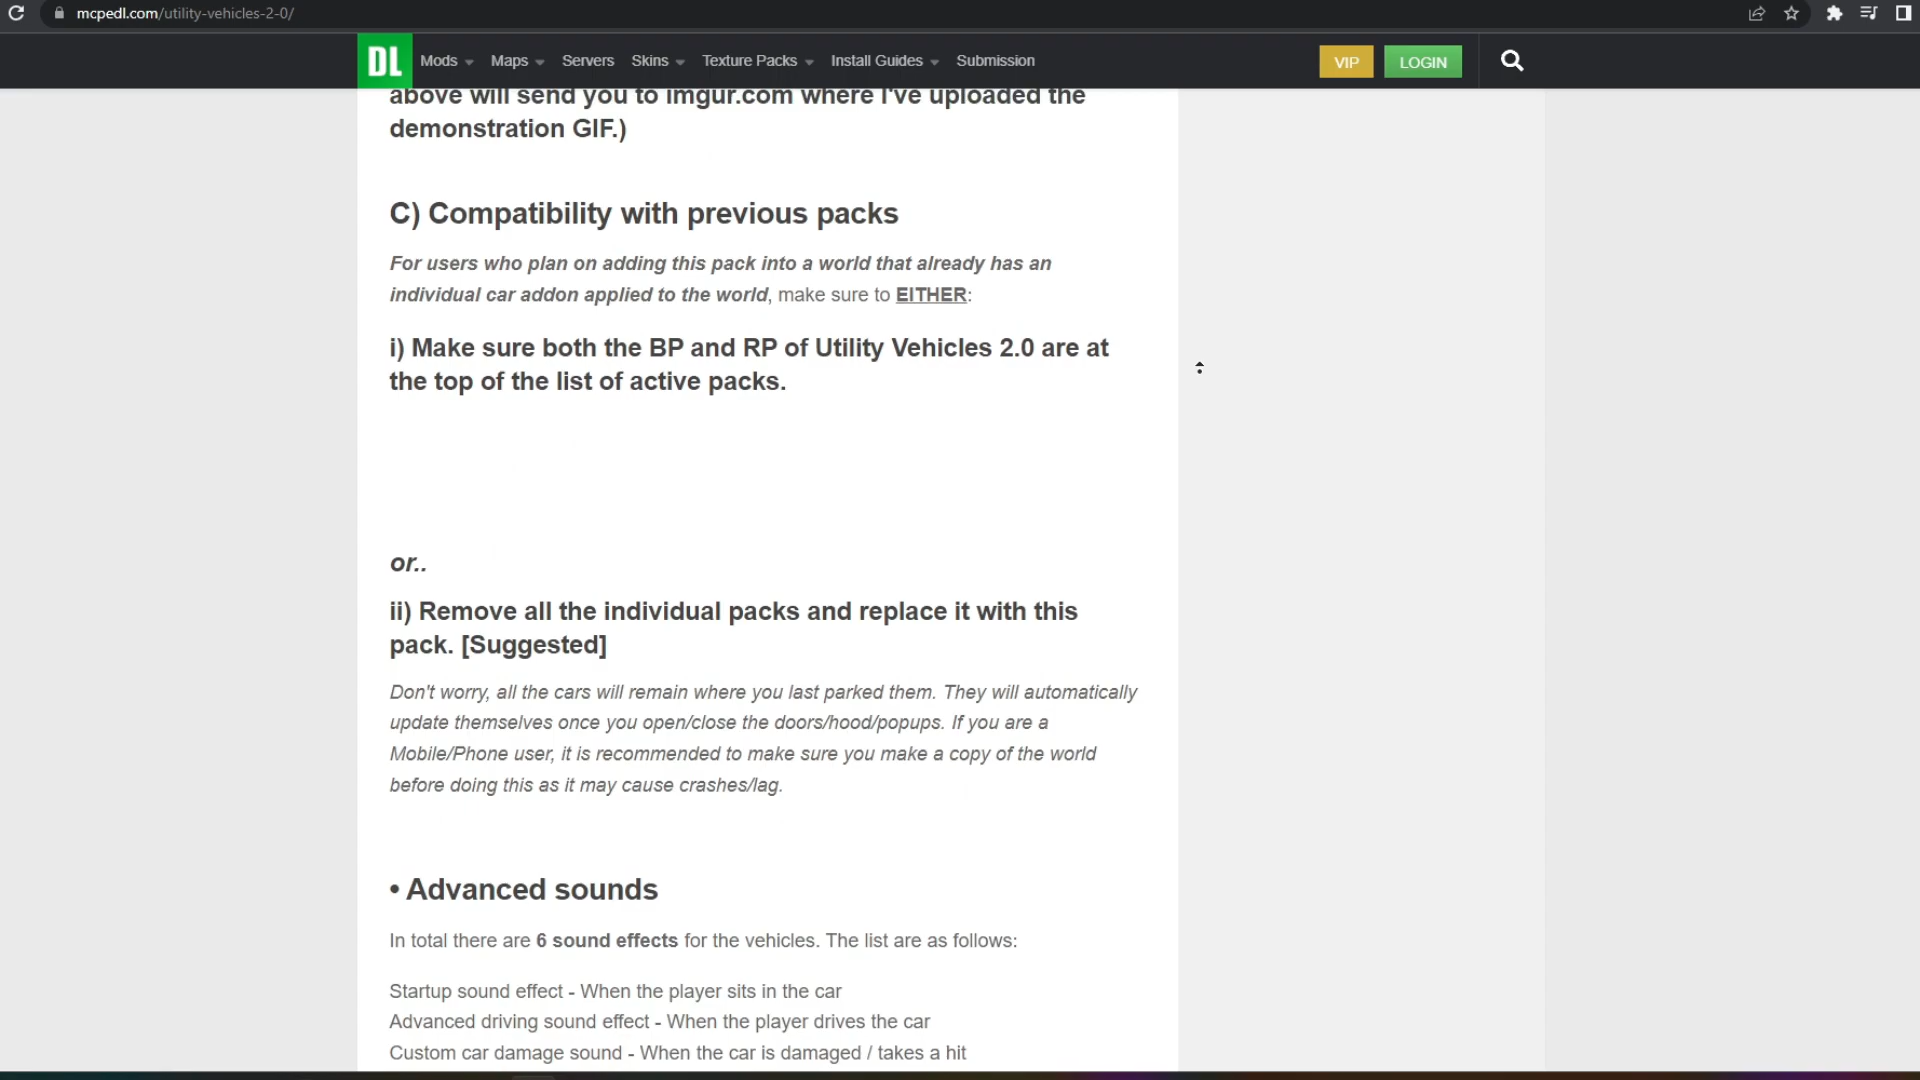 mcpedl.com/utility-vehicles-2-0/
DL Mods Maps Servers Skins Texture Packs Install Guides Submission VIP LOGIN
above will send you to imgur.com where I've uploaded the
demonstration GIF.)
C) Compatibility with previous packs
For users who plan on adding this pack into a world that already has an
individual car addon applied to the world, make sure to EITHER:
i) Make sure both the BP and RP of Utility Vehicles 2.0 are at
the top of the list of active packs.
or..
ii) Remove all the individual packs and replace it with this
pack. [Suggested]
Don't worry, all the cars will remain where you last parked them. They will automatically
update themselves once you open/close the doors/hood/popups. If you are a
Mobile/Phone user, it is recommended to make sure you make a copy of the world
before doing this as it may cause crashes/lag.
• Advanced sounds
In total there are 6 sound effects for the vehicles. The list are as follows:
Startup sound effect - When the player sits in the car
Advanced driving sound effect - When the player drives the car
Custom car damage sound - When the car is damaged / takes a hit